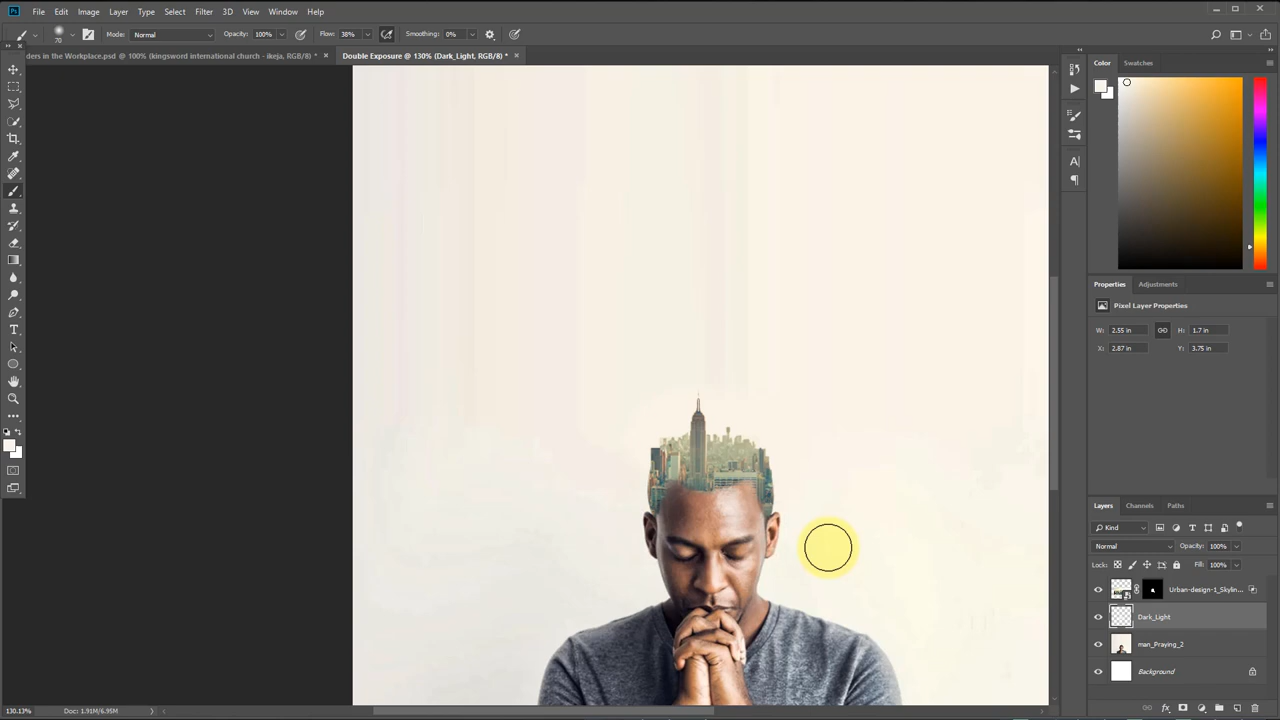 Ps File Edit Image Layer Type Select Filter 3D View Window Help
70 Mode: Normal Opacity: 100% Flow: 38% Smoothing: 0%
ders in the Workplace.psd @ 100% (kingsword international church - ikeja, RGB/8) * × Double Exposure @ 130% (Dark_Light, RGB/8) * ×
Color Swatches
Properties Adjustments
Pixel Layer Properties
W: 2.55 in H: 1.7 in
X: 2.87 in Y: 3.75 in
Layers Channels Paths
Kind
Normal Opacity: 100%
Lock: Fill: 100%
Urban-design-1_Skylin...
Dark_Light
man_Praying_2
Background
130.13% Doc: 1.91M/6.95M